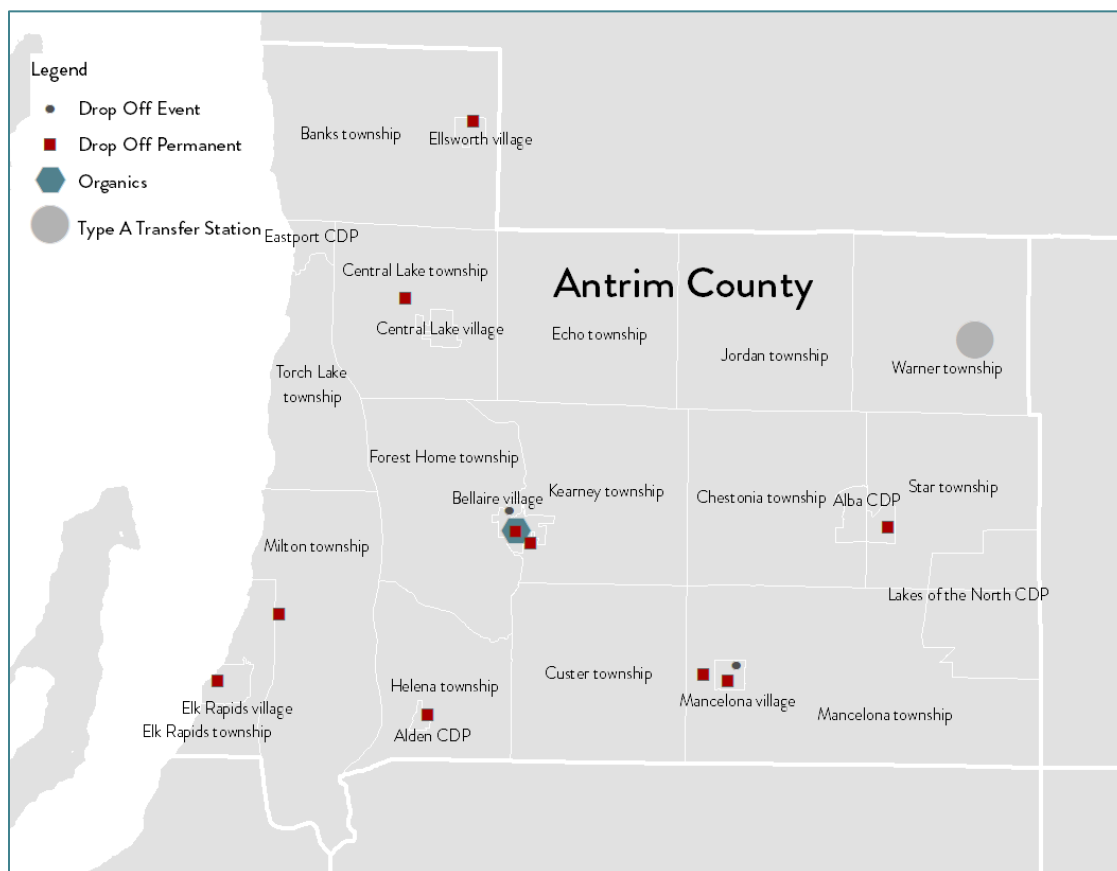 Legend
Drop Off Event
Drop Off Permanent
Organics
Type A Transfer Station
Banks township
Ellsworth village
Eastport CDP
Central Lake township
Antrim County
Central Lake village
Echo township
Jordan township
Warner township
Torch Lake
township
Forest Home township
Bellaire village
Kearney township
Chestonia township
Alba CDP
Star township
Milton township
Lakes of the North CDP
Helena township
Custer township
Mancelona village
Mancelona township
Elk Rapids village
Elk Rapids township
Alden CDP